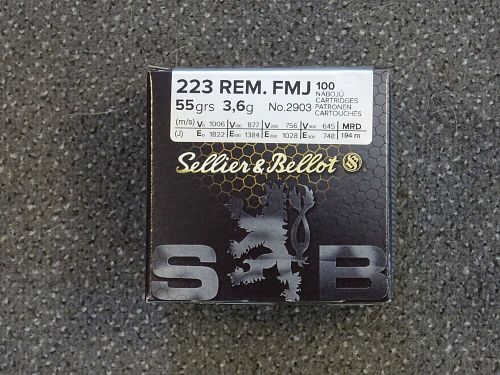 223 REM. FMJ 100
NABOJŮ
55grs 3,6g No.2903 CARTRIDGES
PATRONEN
CARTOUCHES
(m/s) V0 1006 V100 877 V200 756 V300 645 MRD
(J) E0 1822 E100 1384 E200 1028 E300 748 194 m
Sellier & Bellot S&B
S B